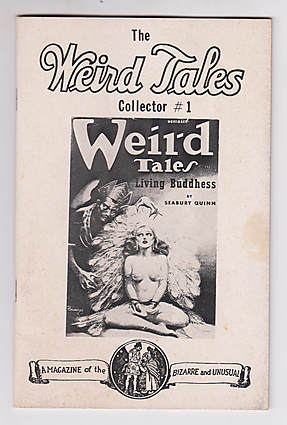 The
Weird Tales
Collector #1
Weird
Tales
Living Buddhess
BY
SEABURY QUINN
A MAGAZINE of the
BIZARRE and UNUSUAL